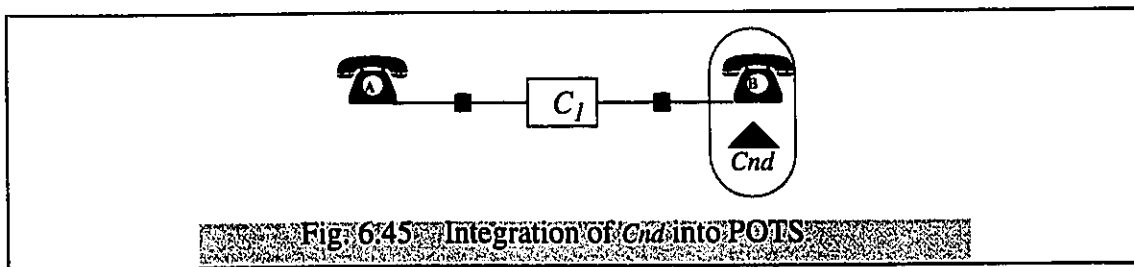 A
C1
B
Cnd
Fig. 6.45 Integration of Cnd into POTS.